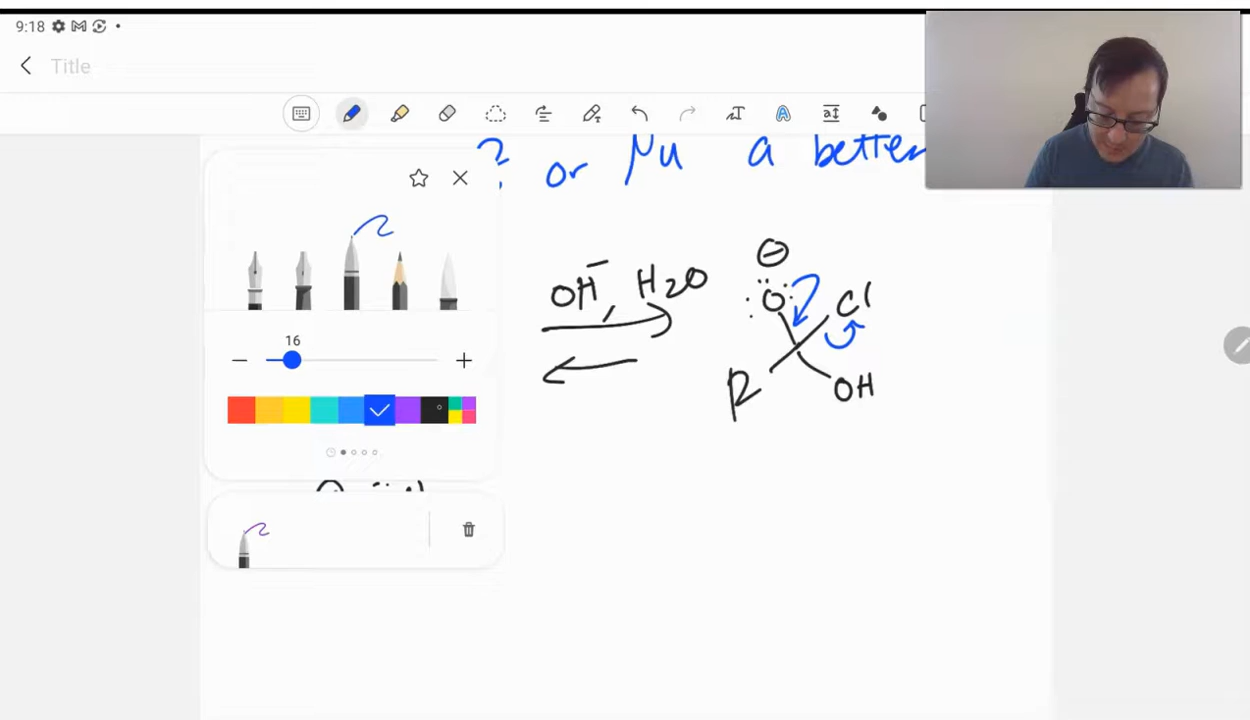 9:18
Title
? or Nu a better
OH⁻, H2O
⊖
O
Cl
R
OH
16